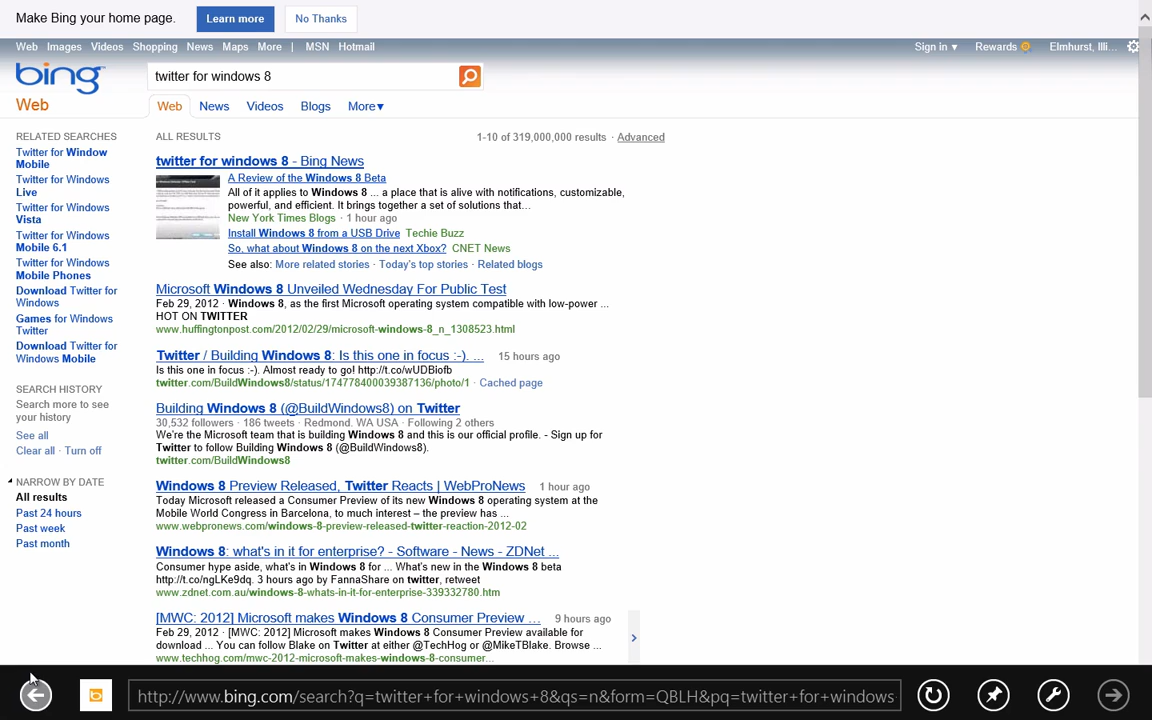 Make Bing your home page. Learn more No Thanks
Web Images Videos Shopping News Maps More | MSN Hotmail Sign in ▾ Rewards Elmhurst, Illi...
bing
twitter for windows 8
Web
Web News Videos Blogs More▾
RELATED SEARCHES
Twitter for Window
Mobile
Twitter for Windows
Live
Twitter for Windows
Vista
Twitter for Windows
Mobile 6.1
Twitter for Windows
Mobile Phones
Download Twitter for
Windows
Games for Windows
Twitter
Download Twitter for
Windows Mobile
SEARCH HISTORY
Search more to see
your history
See all
Clear all · Turn off
NARROW BY DATE
All results
Past 24 hours
Past week
Past month
ALL RESULTS 1-10 of 319,000,000 results · Advanced
twitter for windows 8 - Bing News
A Review of the Windows 8 Beta
All of it applies to Windows 8 ... a place that is alive with notifications, customizable,
powerful, and efficient. It brings together a set of solutions that...
New York Times Blogs · 1 hour ago
Install Windows 8 from a USB Drive Techie Buzz
So, what about Windows 8 on the next Xbox? CNET News
See also: More related stories · Today's top stories · Related blogs
Microsoft Windows 8 Unveiled Wednesday For Public Test
Feb 29, 2012 · Windows 8, as the first Microsoft operating system compatible with low-power ...
HOT ON TWITTER
www.huffingtonpost.com/2012/02/29/microsoft-windows-8_n_1308523.html
Twitter / Building Windows 8: Is this one in focus :-). ... 15 hours ago
Is this one in focus :-). Almost ready to go! http://t.co/wUDBiofb
twitter.com/BuildWindows8/status/174778400039387136/photo/1 · Cached page
Building Windows 8 (@BuildWindows8) on Twitter
30,532 followers · 186 tweets · Redmond, WA USA · Following 2 others
We're the Microsoft team that is building Windows 8 and this is our official profile. - Sign up for
Twitter to follow Building Windows 8 (@BuildWindows8).
twitter.com/BuildWindows8
Windows 8 Preview Released, Twitter Reacts | WebProNews 1 hour ago
Today Microsoft released a Consumer Preview of its new Windows 8 operating system at the
Mobile World Congress in Barcelona, to much interest – the preview has ...
www.webpronews.com/windows-8-preview-released-twitter-reaction-2012-02
Windows 8: what's in it for enterprise? - Software - News - ZDNet ...
Consumer hype aside, what's in Windows 8 for ... What's new in the Windows 8 beta
http://t.co/ngLKe9dq. 3 hours ago by FannaShare on twitter, retweet
www.zdnet.com.au/windows-8-whats-in-it-for-enterprise-339332780.htm
[MWC: 2012] Microsoft makes Windows 8 Consumer Preview ... 9 hours ago
Feb 29, 2012 · [MWC: 2012] Microsoft makes Windows 8 Consumer Preview available for
download ... You can follow Blake on Twitter at either @TechHog or @MikeTBlake. Browse ...
www.techhog.com/mwc-2012-microsoft-makes-windows-8-consumer...
http://www.bing.com/search?q=twitter+for+windows+8&qs=n&form=QBLH&pq=twitter+for+windows